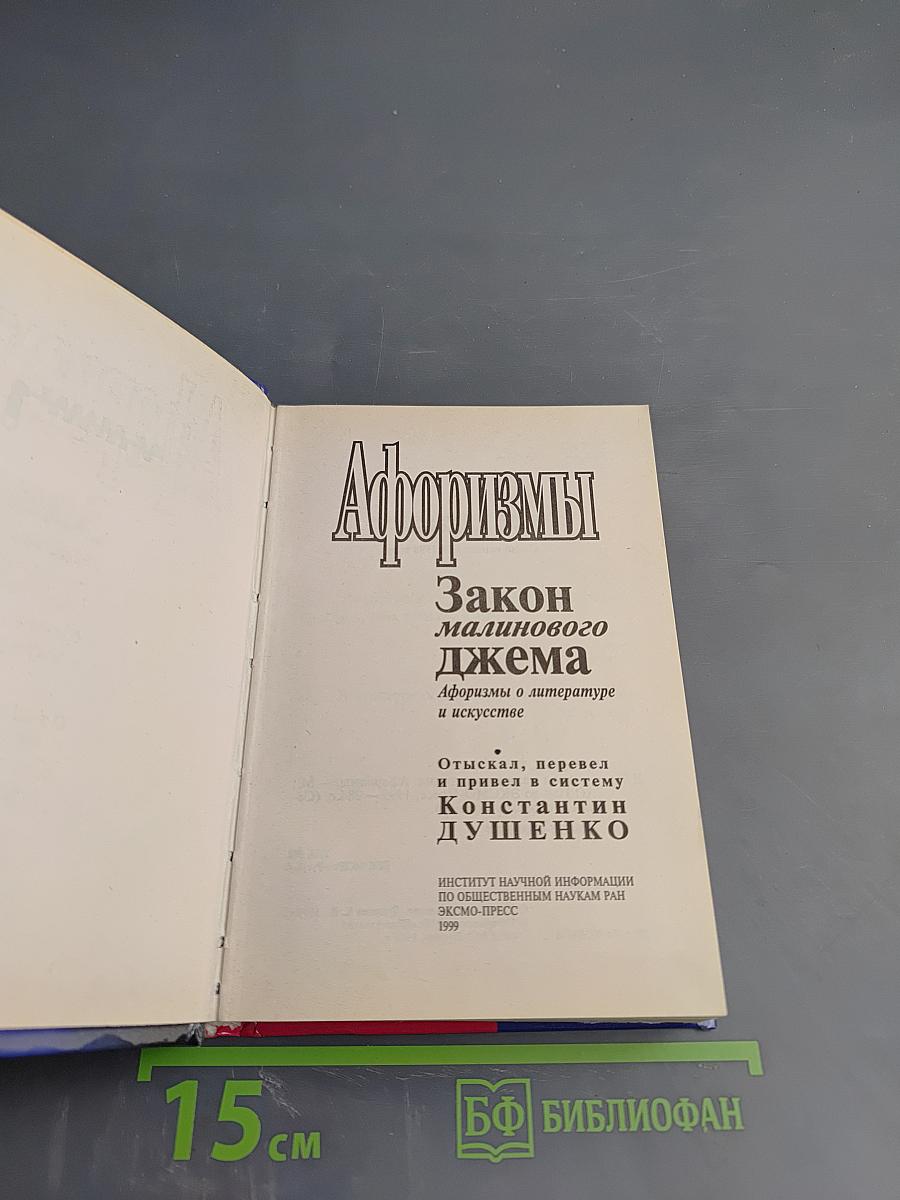 Афоризмы
Закон
малинового
джема
Афоризмы о литературе
и искусстве
Отыскал, перевел
и привел в систему
Константин
ДУШЕНКО
ИНСТИТУТ НАУЧНОЙ ИНФОРМАЦИИ
ПО ОБЩЕСТВЕННЫМ НАУКАМ РАН
ЭКСМО-ПРЕСС
1999
15 см
БФ БИБЛИОФАН